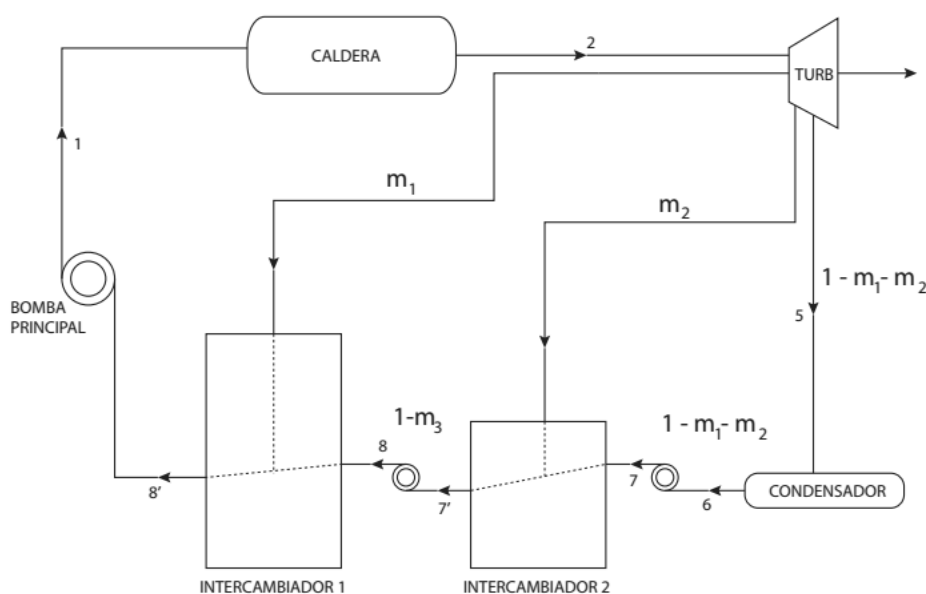 CALDERA
2
TURB
1
m1
m2
BOMBA
PRINCIPAL
1 - m1- m2
5
1-m3
8
1 - m1- m2
7
6
CONDENSADOR
8'
7'
INTERCAMBIADOR 1
INTERCAMBIADOR 2